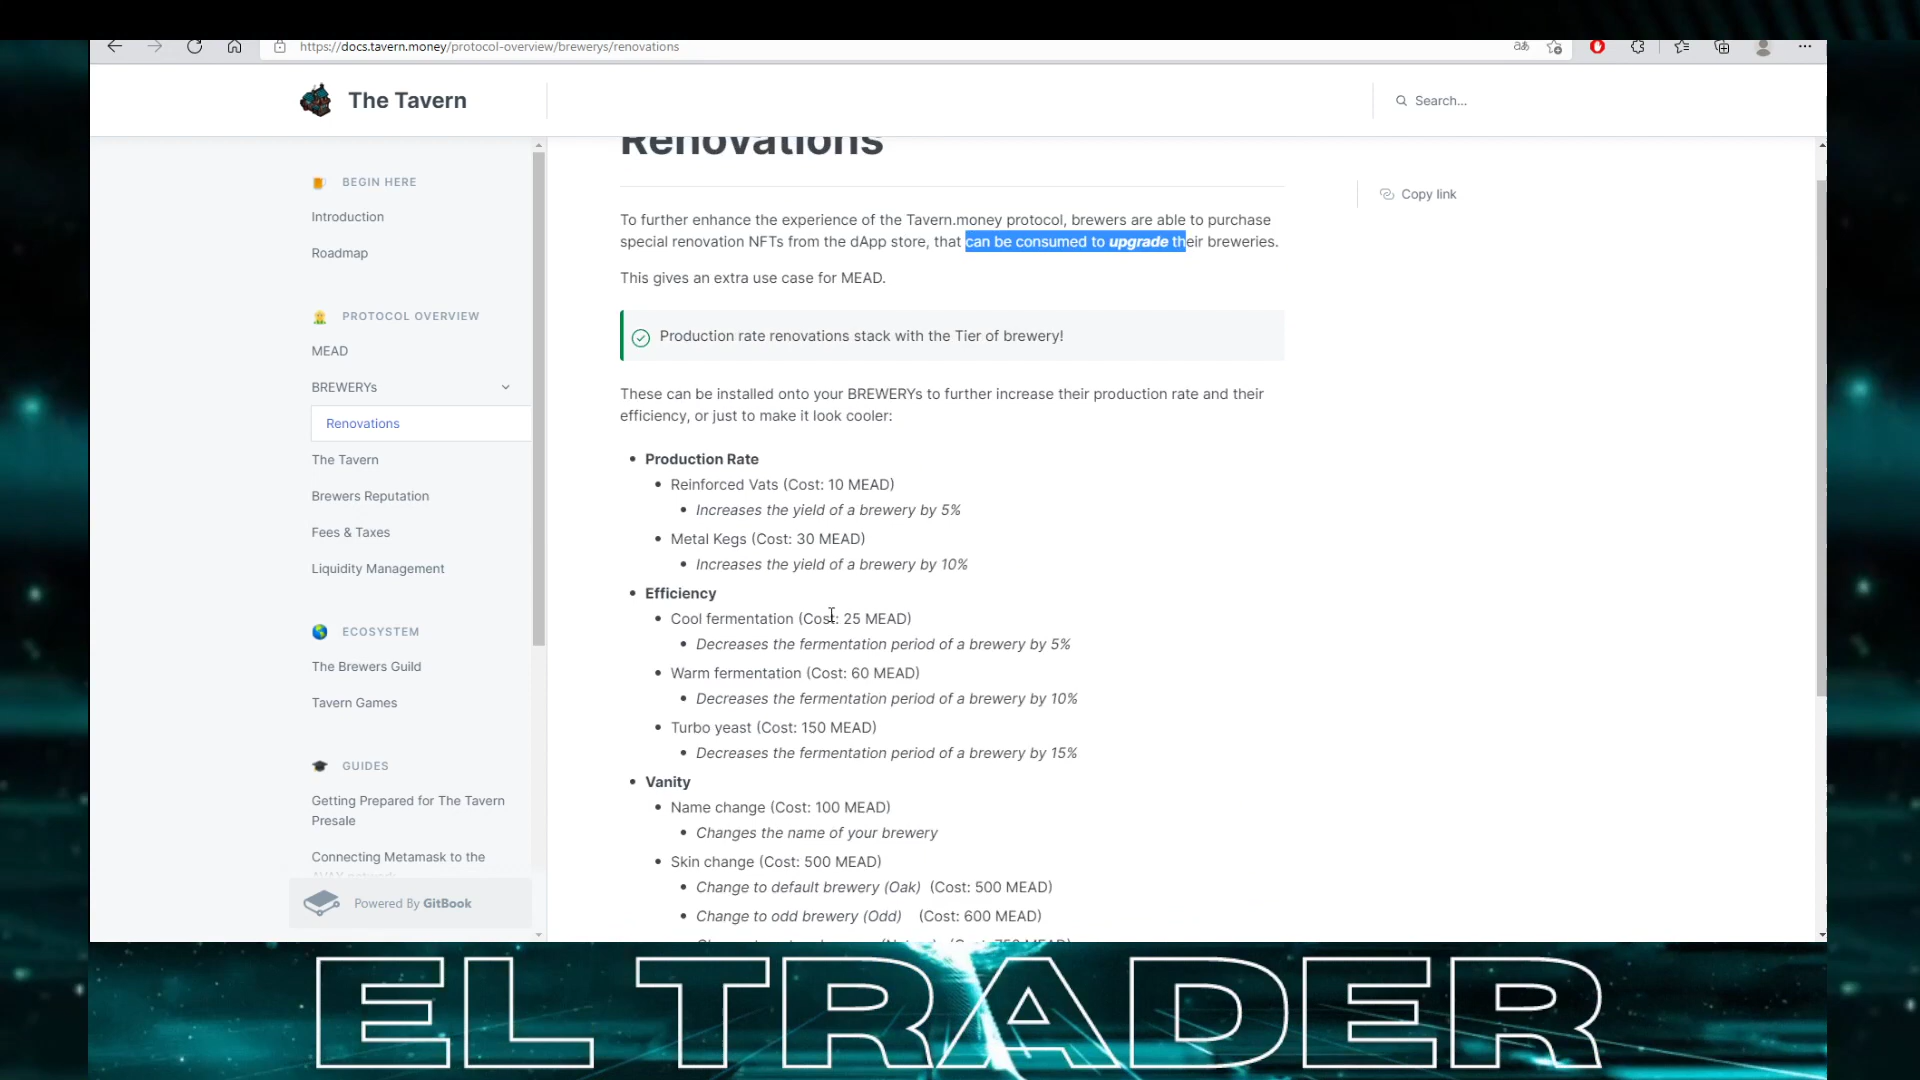 https://docs.tavern.money/protocol-overview/brewerys/renovations
The Tavern
Search...
BEGIN HERE
Introduction
Roadmap
PROTOCOL OVERVIEW
MEAD
BREWERYs
Renovations
The Tavern
Brewers Reputation
Fees & Taxes
Liquidity Management
ECOSYSTEM
The Brewers Guild
Tavern Games
GUIDES
Getting Prepared for The Tavern
Presale
Connecting Metamask to the
AVAX network
Powered By GitBook
Renovations
To further enhance the experience of the Tavern.money protocol, brewers are able to purchase
special renovation NFTs from the dApp store, that can be consumed to upgrade their breweries.
This gives an extra use case for MEAD.
Production rate renovations stack with the Tier of brewery!
These can be installed onto your BREWERYs to further increase their production rate and their
efficiency, or just to make it look cooler:
• Production Rate
• Reinforced Vats (Cost: 10 MEAD)
• Increases the yield of a brewery by 5%
• Metal Kegs (Cost: 30 MEAD)
• Increases the yield of a brewery by 10%
• Efficiency
• Cool fermentation (Cost: 25 MEAD)
• Decreases the fermentation period of a brewery by 5%
• Warm fermentation (Cost: 60 MEAD)
• Decreases the fermentation period of a brewery by 10%
• Turbo yeast (Cost: 150 MEAD)
• Decreases the fermentation period of a brewery by 15%
• Vanity
• Name change (Cost: 100 MEAD)
• Changes the name of your brewery
• Skin change (Cost: 500 MEAD)
• Change to default brewery (Oak) (Cost: 500 MEAD)
• Change to odd brewery (Odd) (Cost: 600 MEAD)
Copy link
EL TRADER